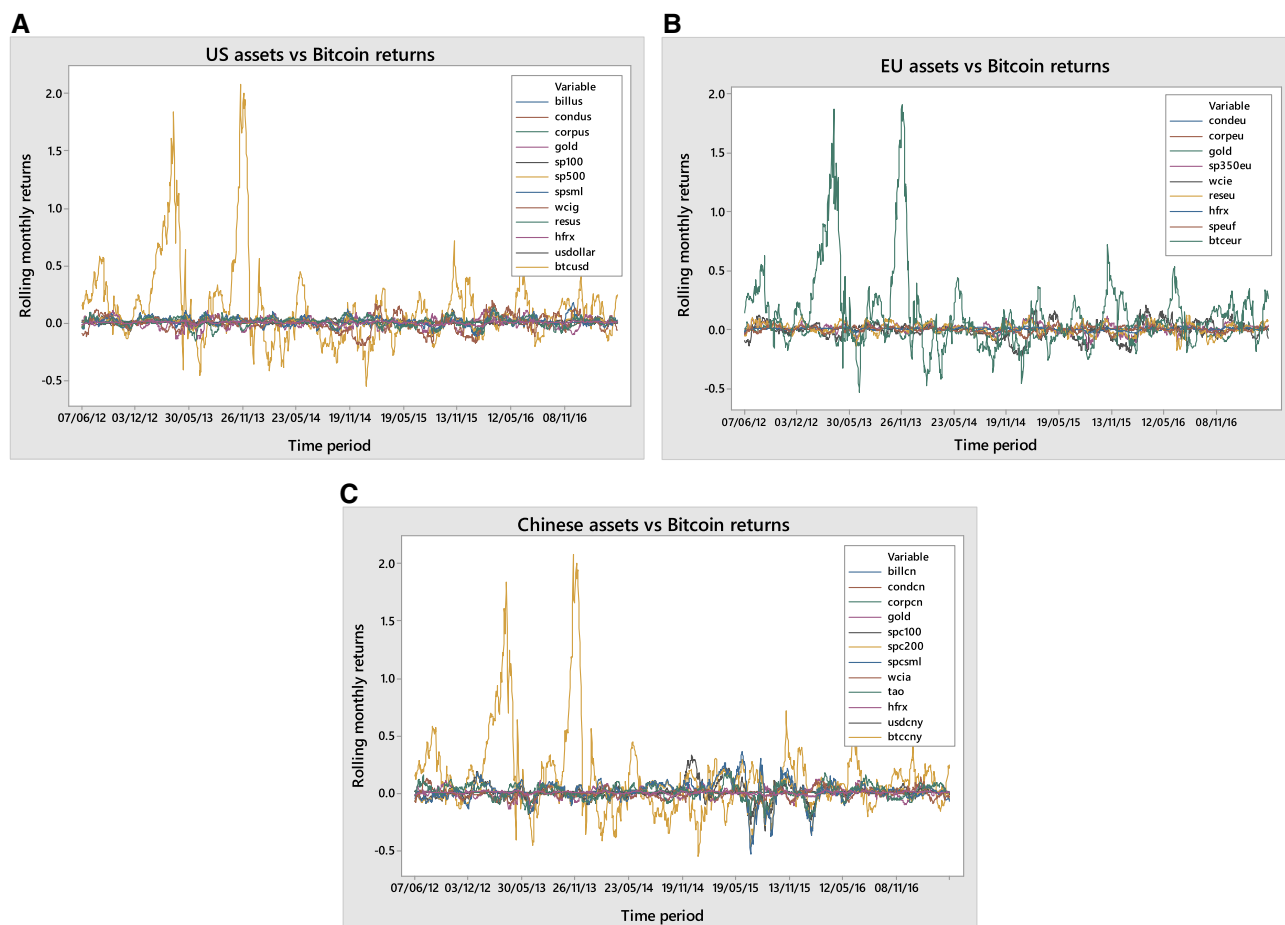 A
US assets vs Bitcoin returns
Rolling monthly returns
2.0
1.5
1.0
0.5
0.0
-0.5
Variable
billus
condus
corpus
gold
sp100
sp500
spsml
wcig
resus
hfrx
usdollar
btcusd
07/06/12 03/12/12 30/05/13 26/11/13 23/05/14 19/11/14 19/05/15 13/11/15 12/05/16 08/11/16
Time period
B
EU assets vs Bitcoin returns
Rolling monthly returns
2.0
1.5
1.0
0.5
0.0
-0.5
Variable
condeu
corpeu
gold
sp350eu
wcie
reseu
hfrx
speuf
btceur
07/06/12 03/12/12 30/05/13 26/11/13 23/05/14 19/11/14 19/05/15 13/11/15 12/05/16 08/11/16
Time period
C
Chinese assets vs Bitcoin returns
Rolling monthly returns
2.0
1.5
1.0
0.5
0.0
-0.5
Variable
billcn
condcn
corpcn
gold
spc100
spc200
spcsml
wcia
tao
hfrx
usdcny
btccny
07/06/12 03/12/12 30/05/13 26/11/13 23/05/14 19/11/14 19/05/15 13/11/15 12/05/16 08/11/16
Time period